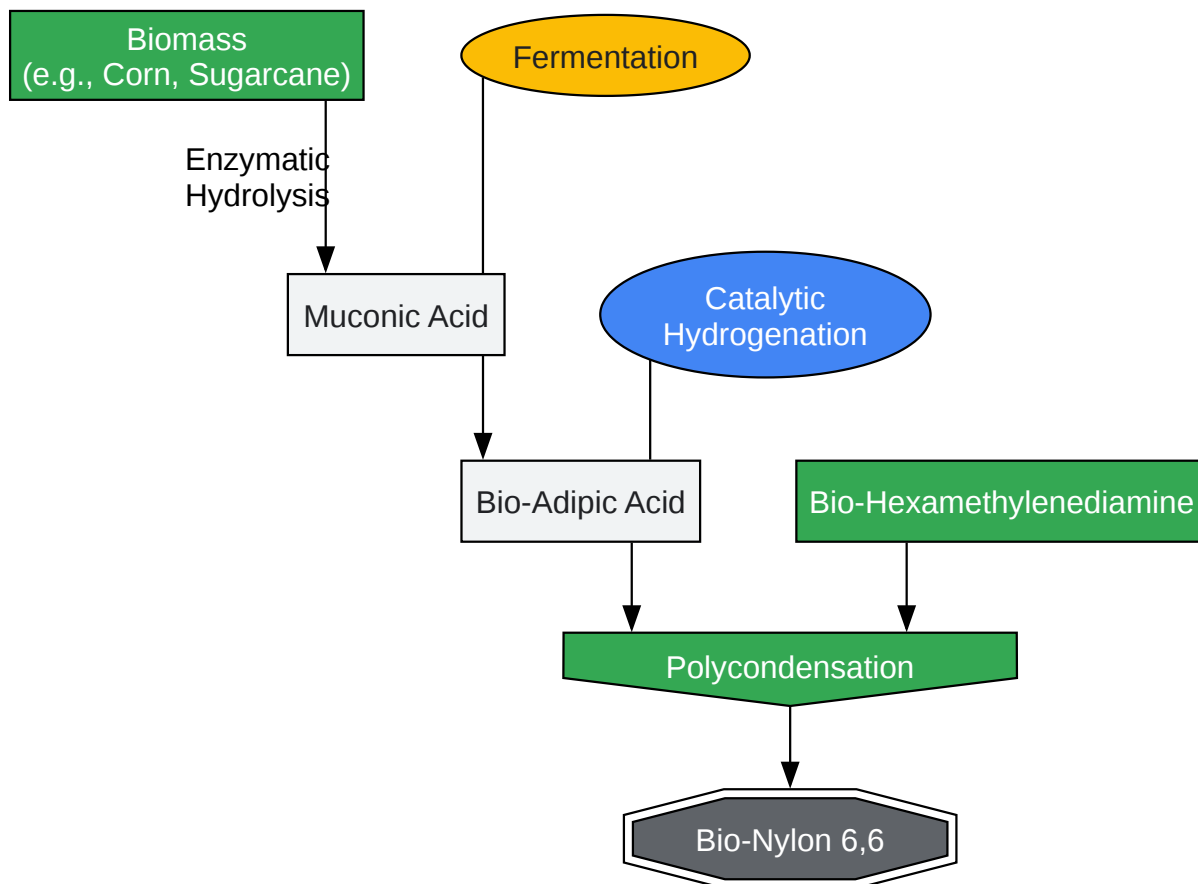 Biomass
(e.g., Corn, Sugarcane)
Fermentation
Enzymatic
Hydrolysis
Muconic Acid
Catalytic
Hydrogenation
Bio-Adipic Acid
Bio-Hexamethylenediamine
Polycondensation
Bio-Nylon 6,6